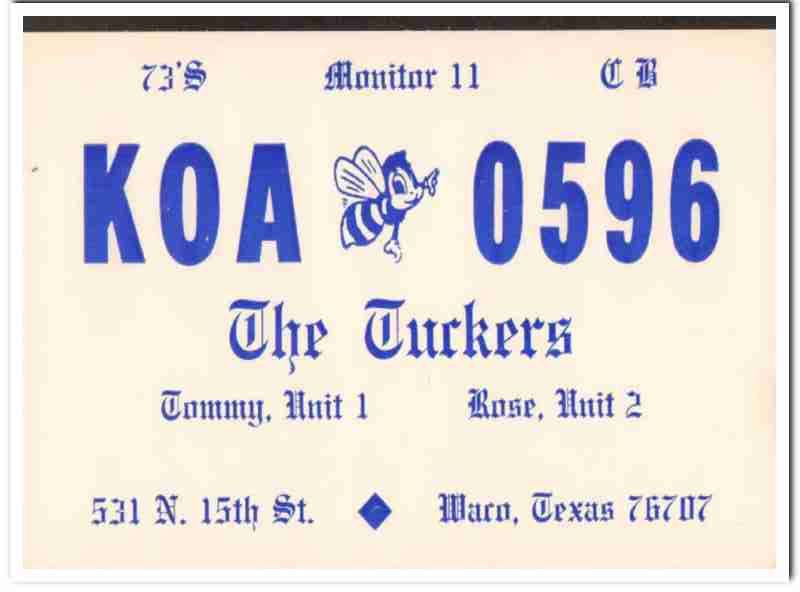 73'S Monitor 11 C B
KOA 0596
The Tuckers
Tommy, Unit 1 Rose, Unit 2
531 N. 15th St. Waco, Texas 76707